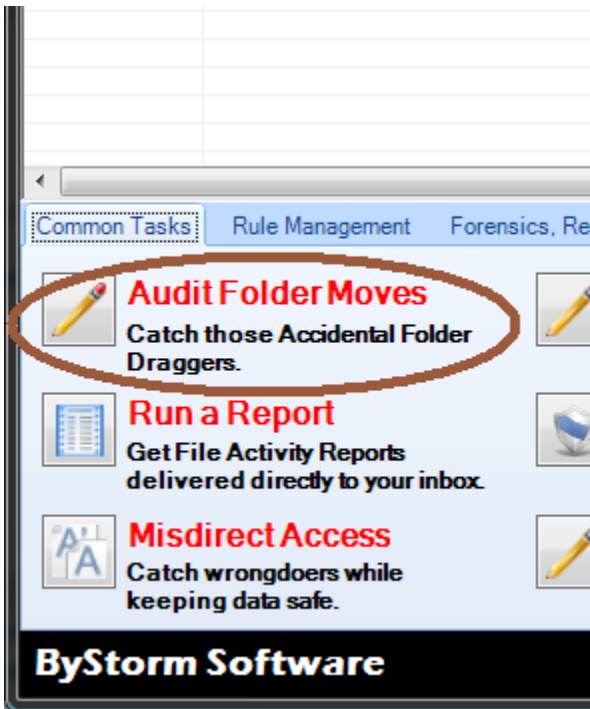 Common Tasks Rule Management Forensics, Re
Audit Folder Moves
Catch those Accidental Folder
Draggers.
Run a Report
Get File Activity Reports
delivered directly to your inbox.
Misdirect Access
Catch wrongdoers while
keeping data safe.
ByStorm Software